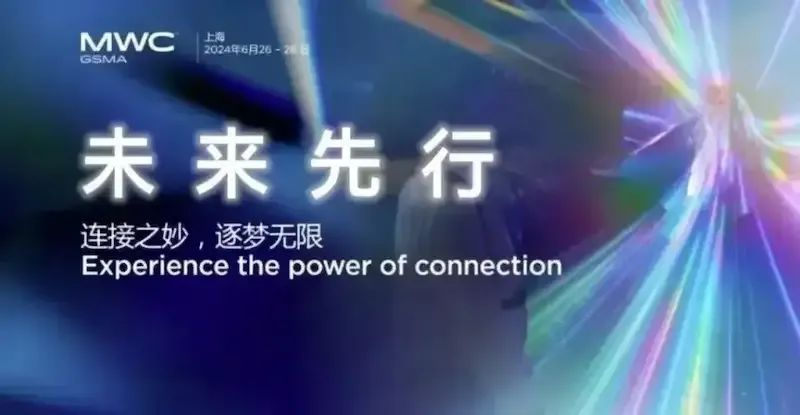 MWC
GSMA
上海
2024年6月26 - 28日
未来先行
连接之妙，逐梦无限
Experience the power of connection